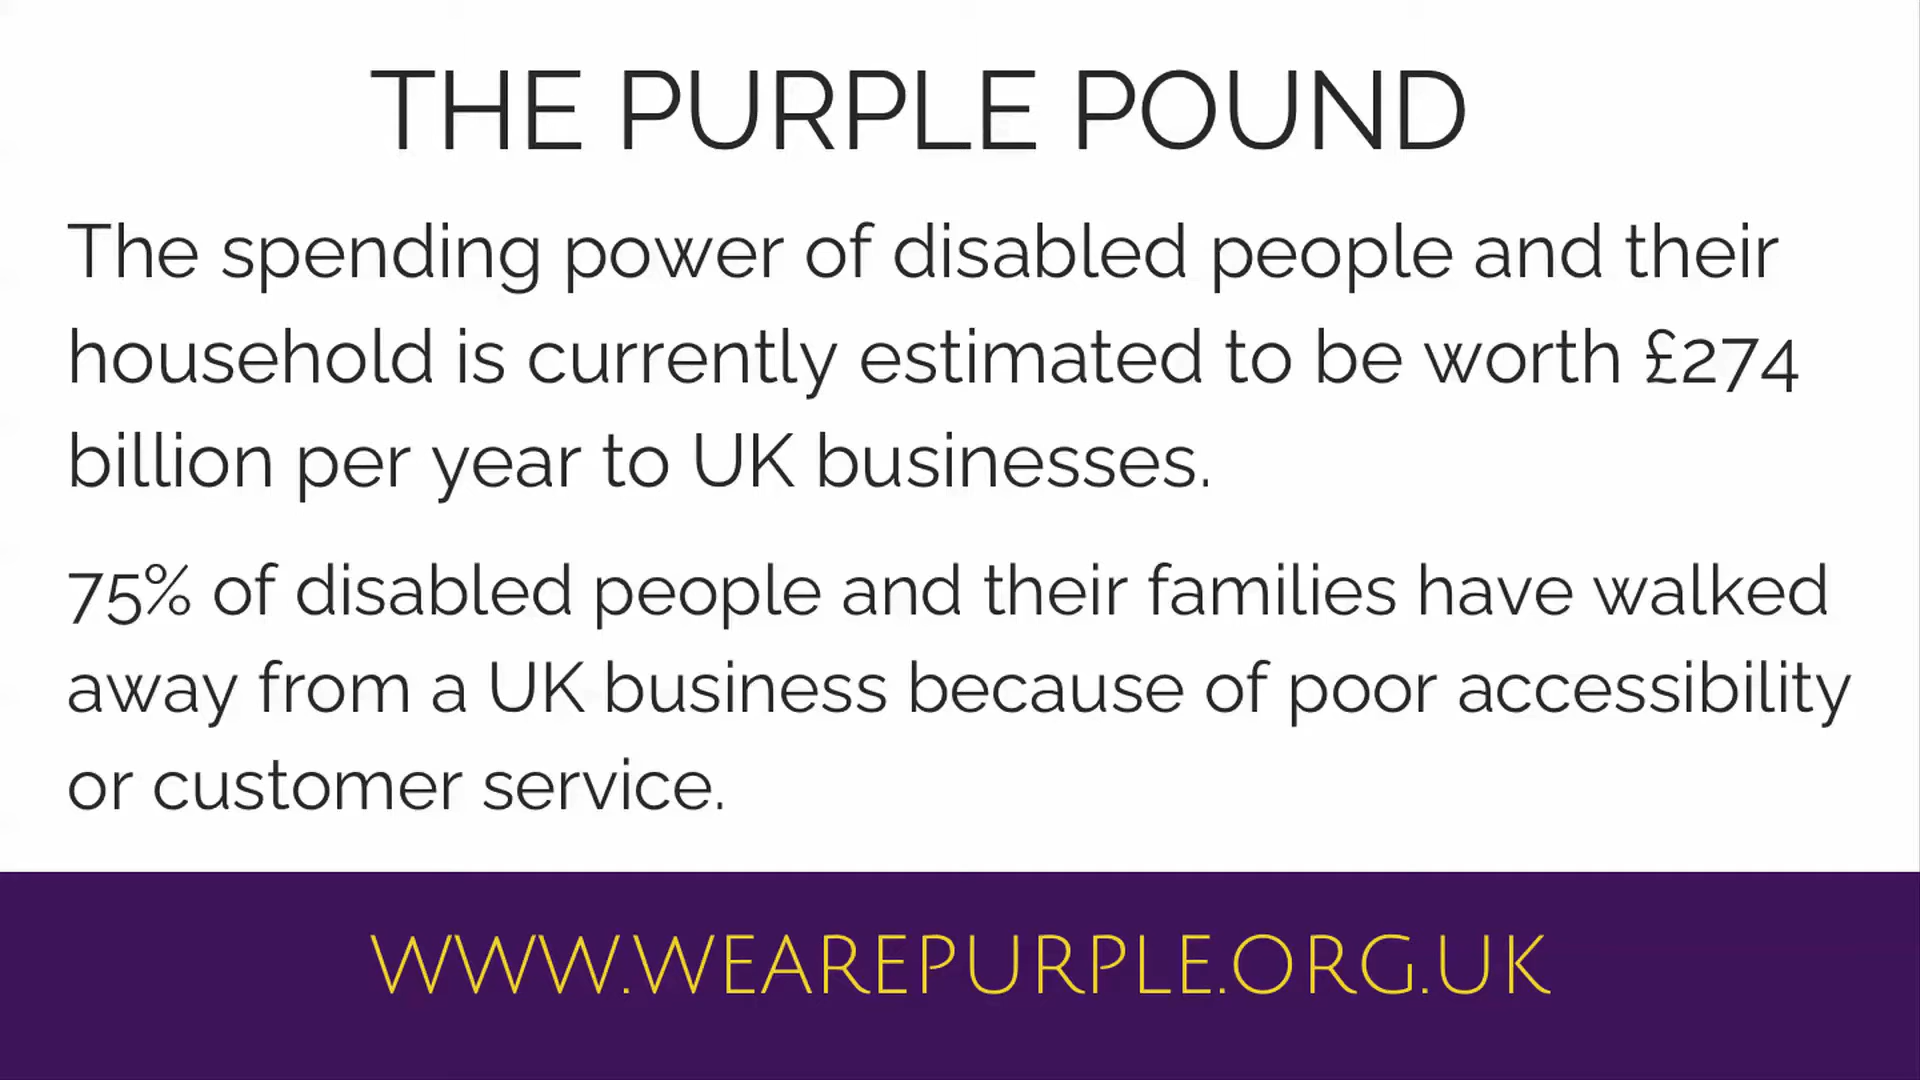 THE PURPLE POUND
The spending power of disabled people and their
household is currently estimated to be worth £274
billion per year to UK businesses.
75% of disabled people and their families have walked
away from a UK business because of poor accessibility
or customer service.
WWW.WEAREPURPLE.ORG.UK